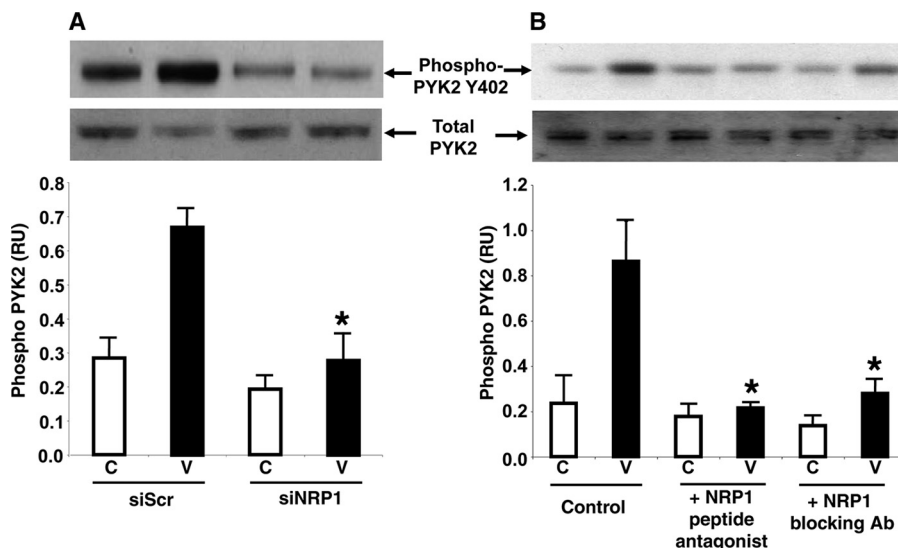 A
B
Phospho-
PYK2 Y402
Total
PYK2
Phospho PYK2 (RU)
0.8
0.7
0.6
0.5
0.4
0.3
0.2
0.1
0.0
*
C
V
C
V
siScr
siNRP1
Phospho PYK2 (RU)
1.2
1.0
0.8
0.6
0.4
0.2
0.0
*
*
C
V
C
V
C
V
Control
+ NRP1
peptide
antagonist
+ NRP1
blocking Ab